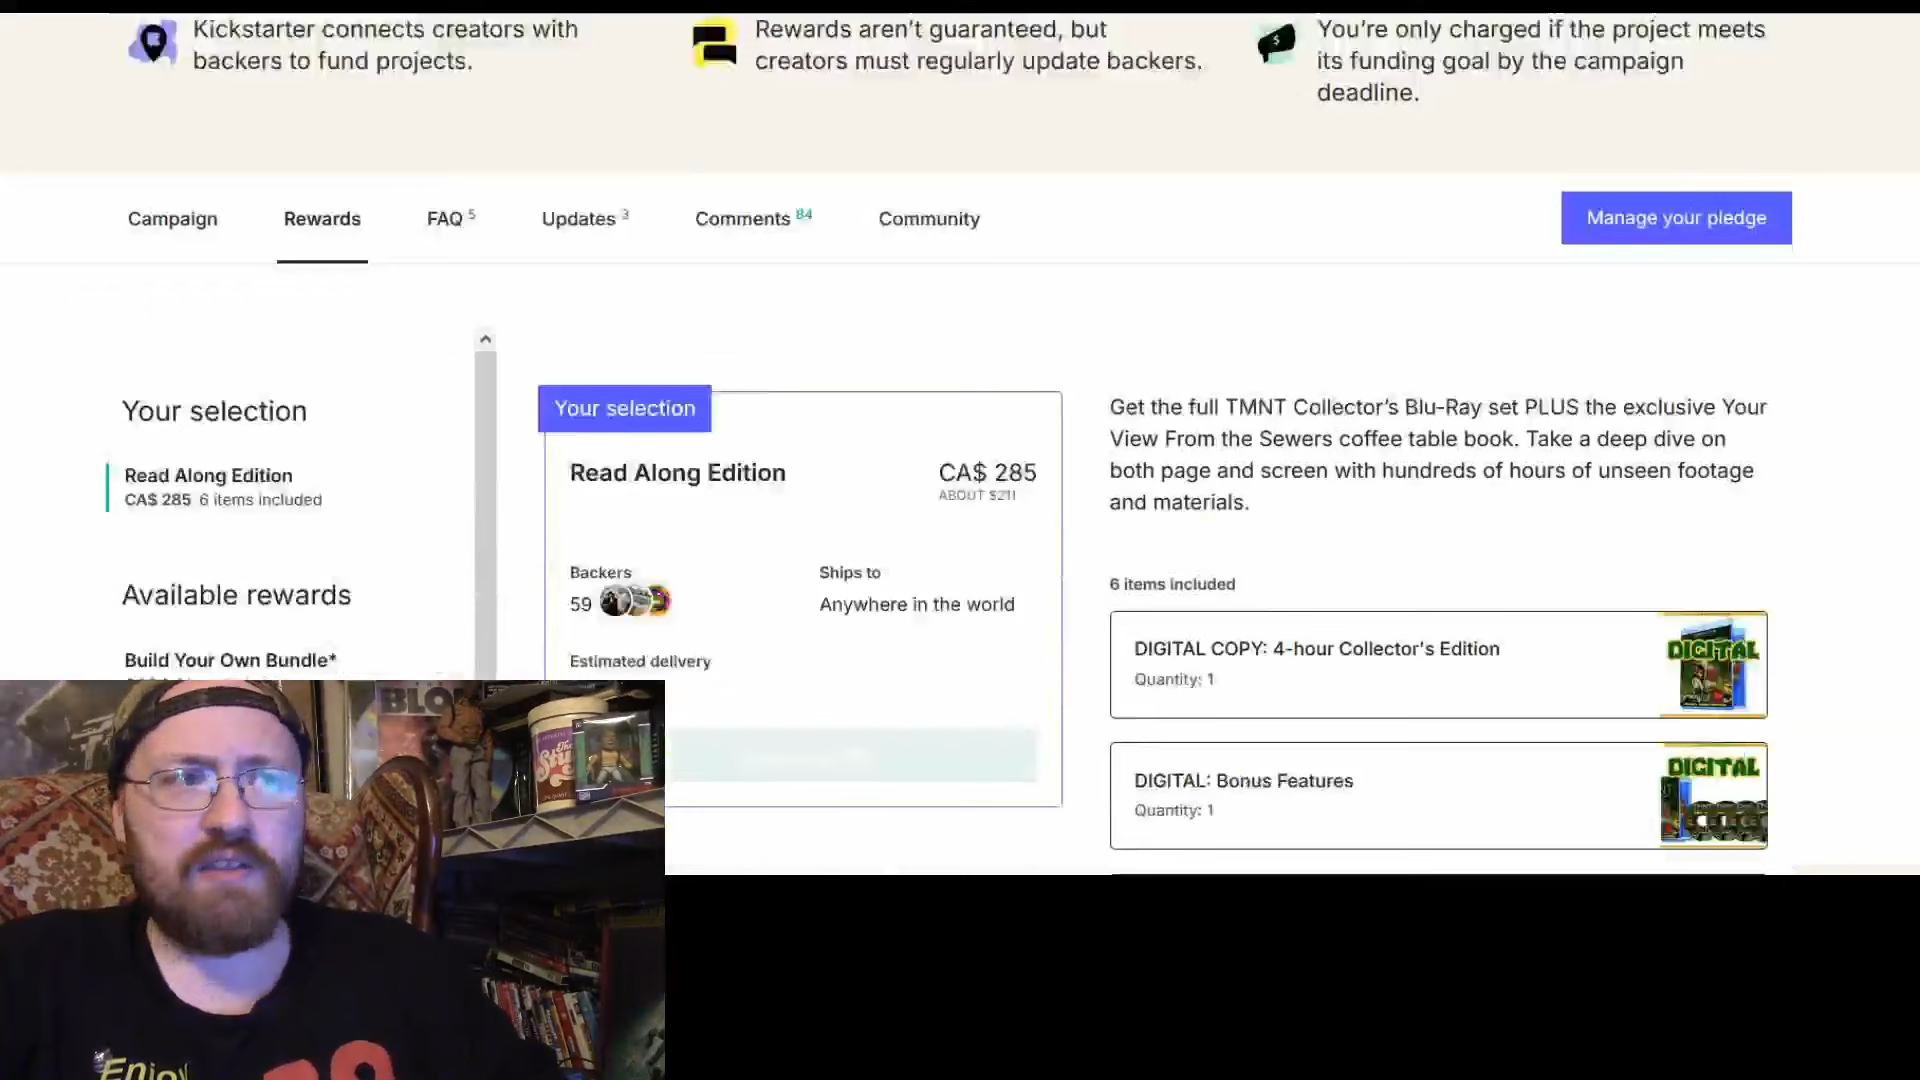 Kickstarter connects creators with
backers to fund projects.
Rewards aren't guaranteed, but
creators must regularly update backers.
You're only charged if the project meets
its funding goal by the campaign
deadline.
Campaign
Rewards
FAQ 5
Updates 3
Comments 84
Community
Manage your pledge
Your selection
Read Along Edition
CA$ 285 6 items included
Available rewards
Build Your Own Bundle*
Your selection
Read Along Edition
CA$ 285
ABOUT $211
Backers
59
Ships to
Anywhere in the world
Estimated delivery
Get the full TMNT Collector's Blu-Ray set PLUS the exclusive Your
View From the Sewers coffee table book. Take a deep dive on
both page and screen with hundreds of hours of unseen footage
and materials.
6 items included
DIGITAL COPY: 4-hour Collector's Edition
Quantity: 1
DIGITAL
DIGITAL: Bonus Features
Quantity: 1
DIGITAL
BLO
The
Stu
Enjoy